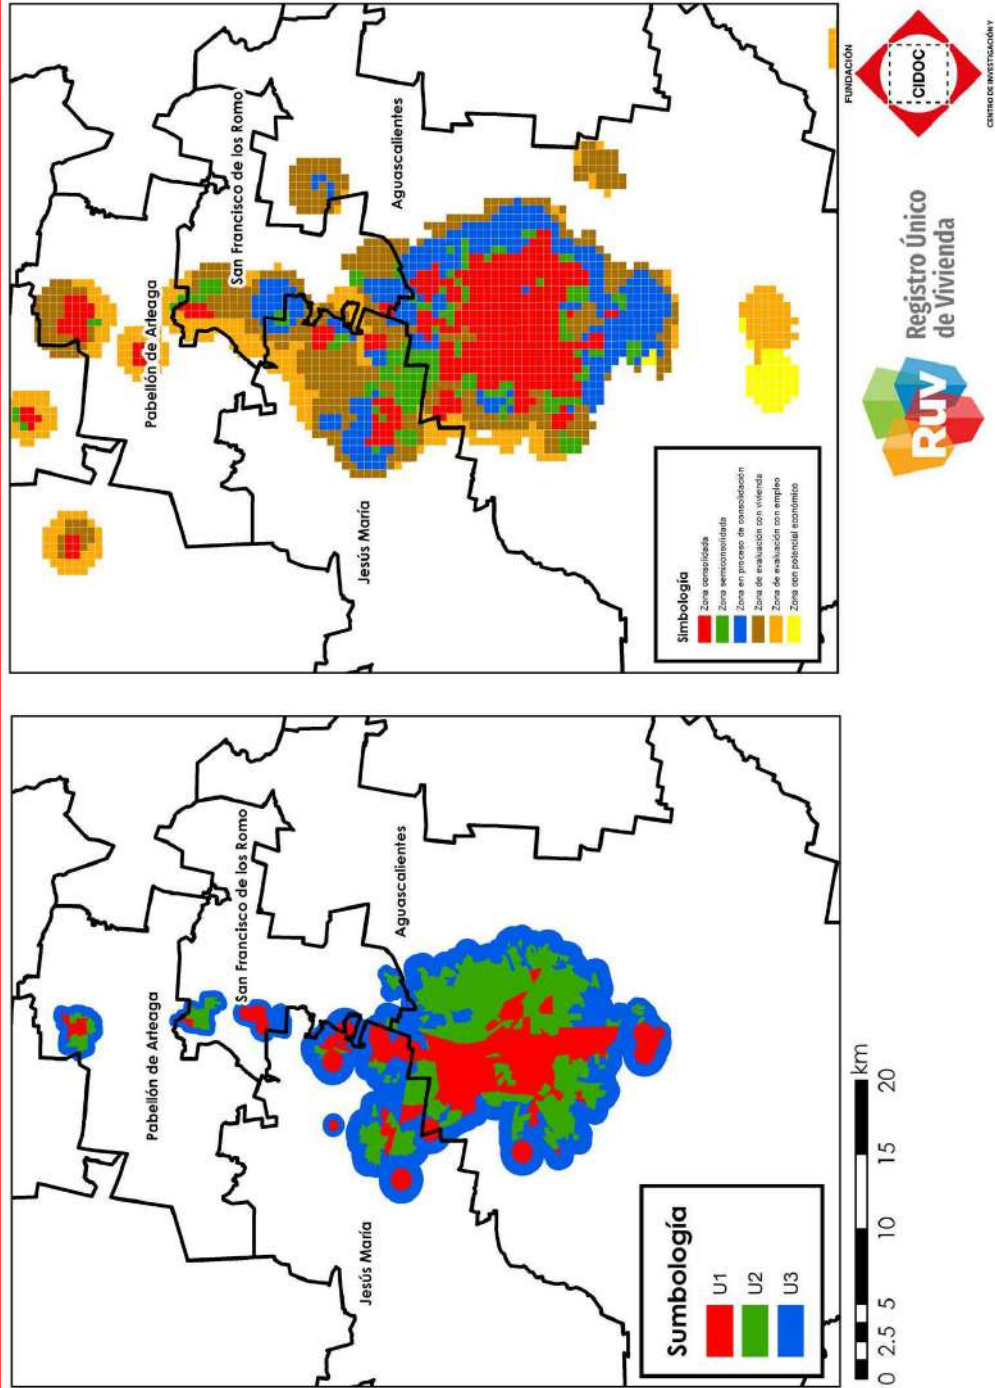 Pabellón de Arteaga
San Francisco de los Romo
Aguascalientes
Jesús María
Sumbología
U1
U2
U3
0 2.5 5 10 15 20 km
Pabellón de Arteaga
San Francisco de los Romo
Aguascalientes
Jesús María
Simbología
Zona consolidada
Zona semiconsolidada
Zona en proceso de consolidación
Zona de evaluación con vivienda
Zona de evaluación con empleo
Zona con potencial económico
Ruv
Registro Único
de Vivienda
FUNDACIÓN
CIDOC
CENTRO DE INVESTIGACIÓN Y